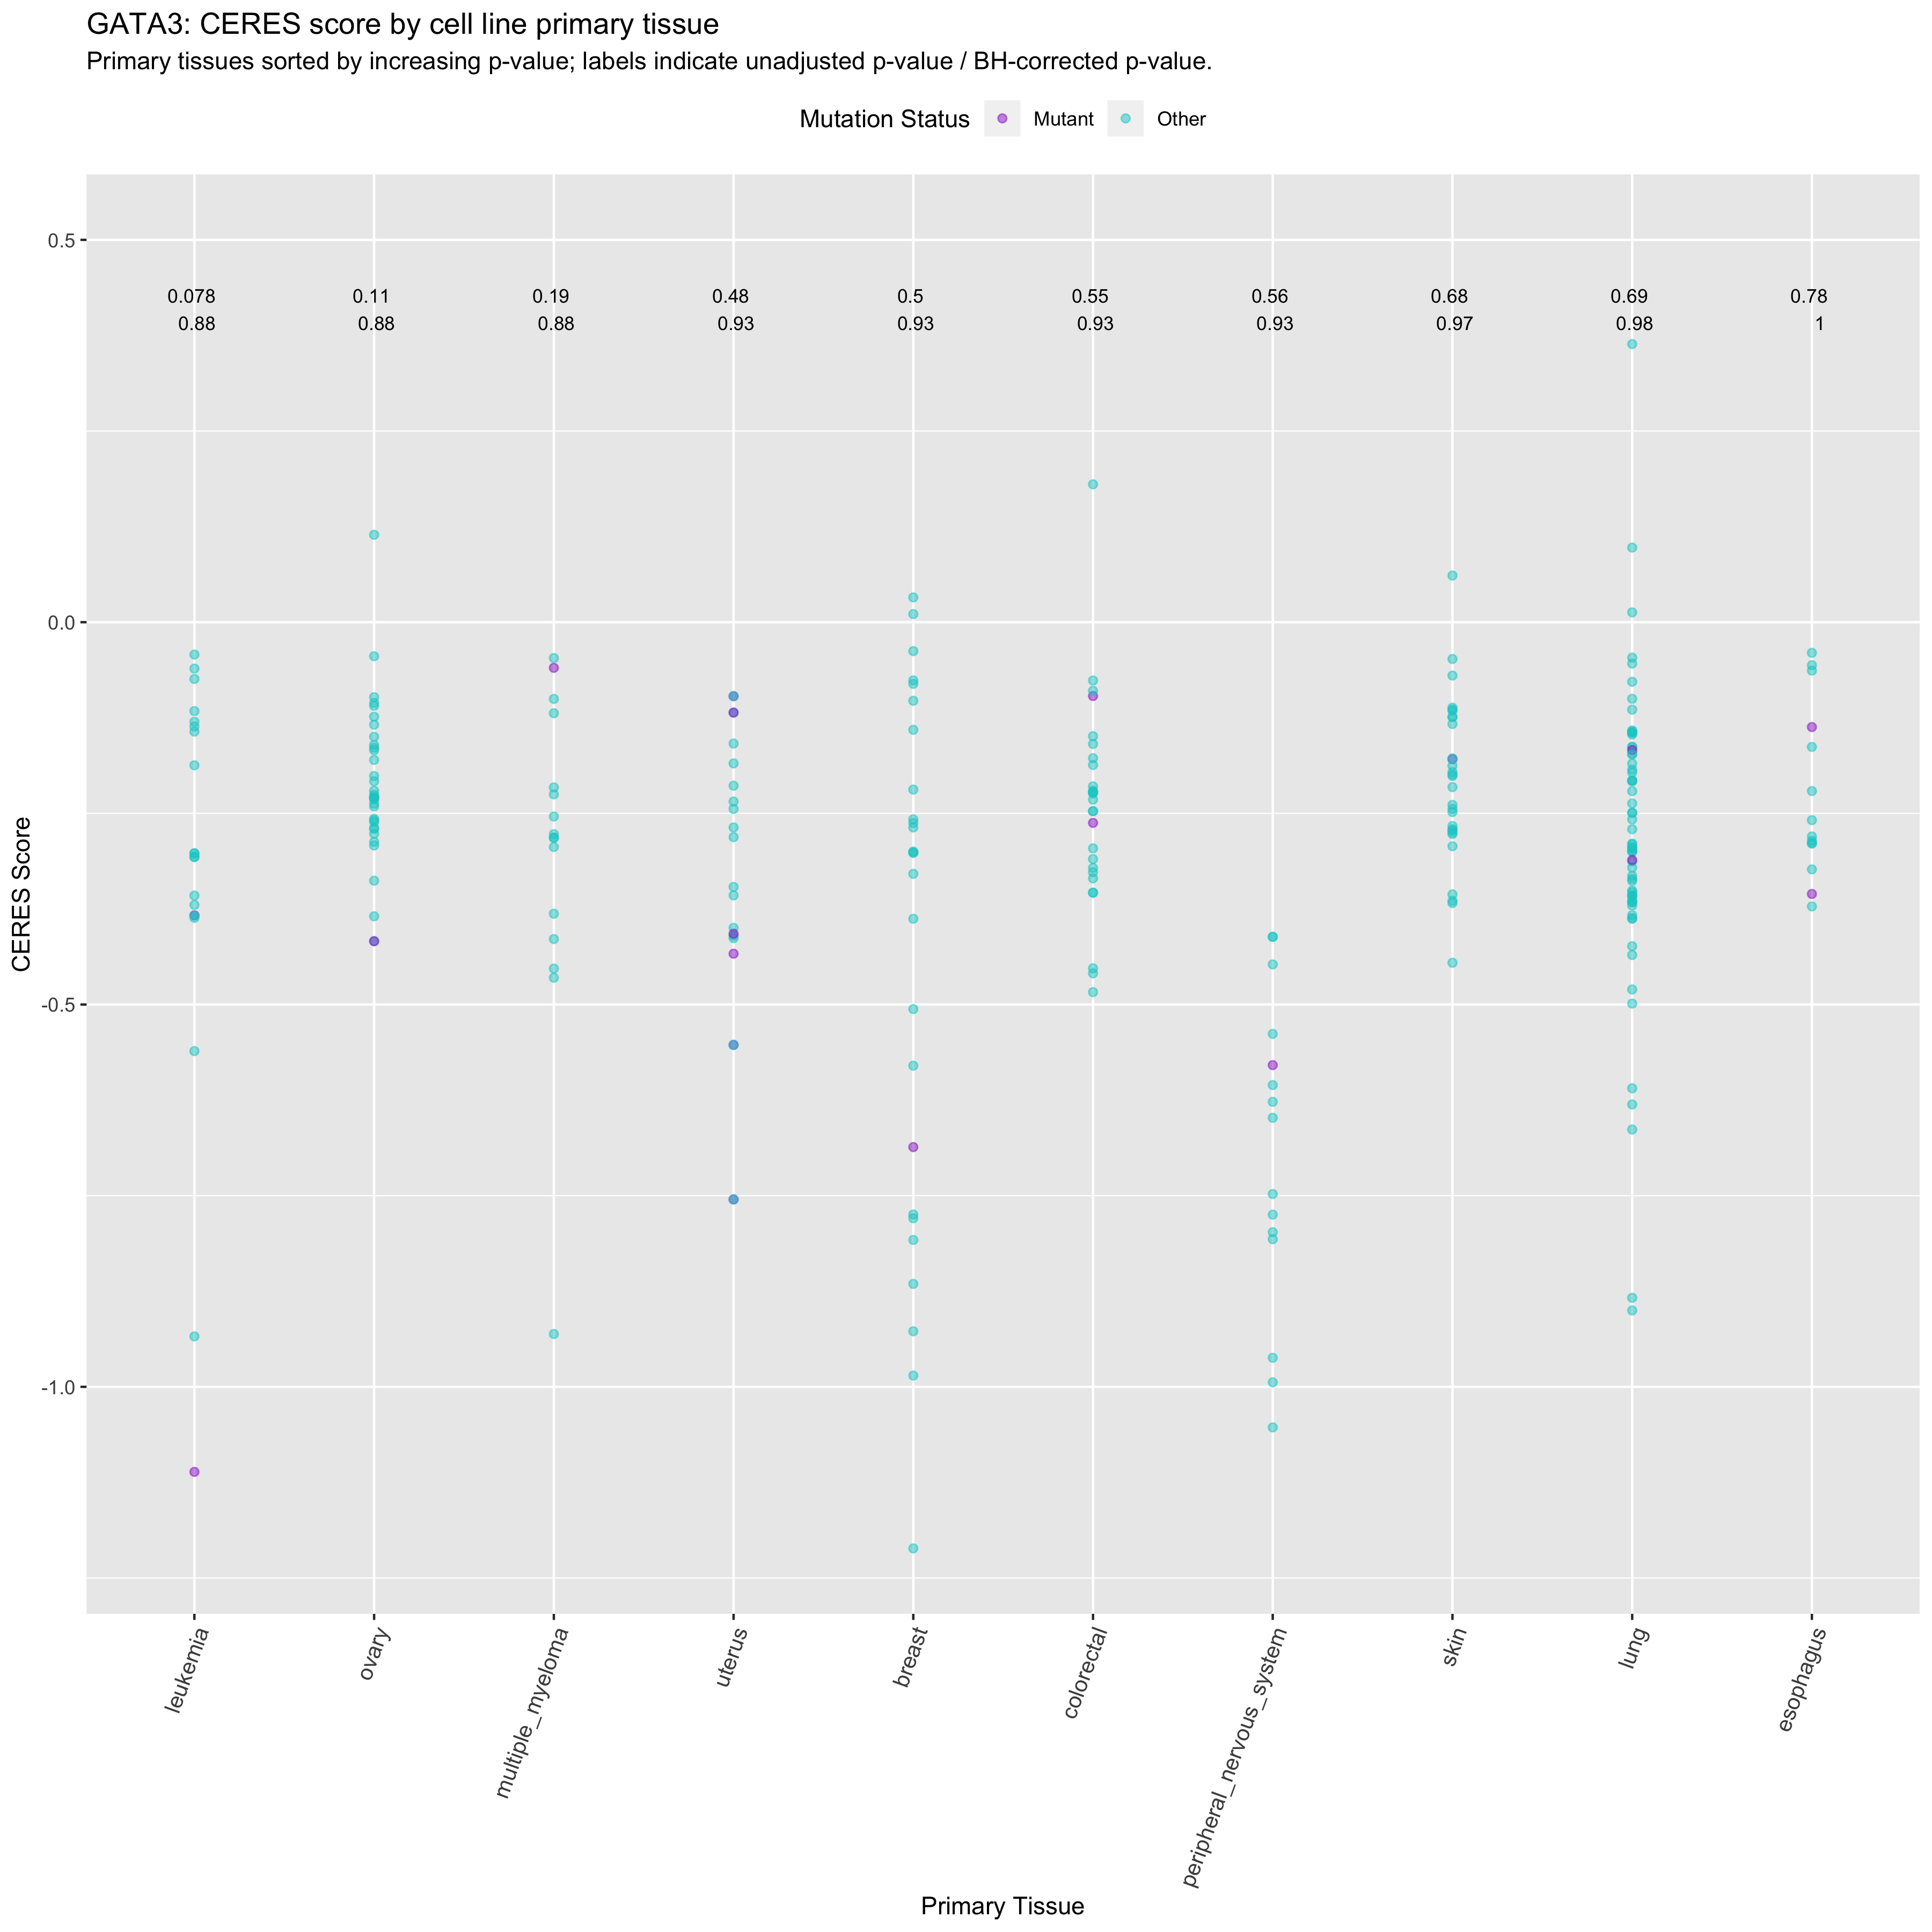 GATA3: CERES score by cell line primary tissue
Primary tissues sorted by increasing p-value; labels indicate unadjusted p-value / BH-corrected p-value.
Mutation Status Mutant Other
0.078 0.11 0.19 0.48 0.5 0.55 0.56 0.68 0.69 0.78
0.88 0.88 0.88 0.93 0.93 0.93 0.93 0.97 0.98 1
0.5
0.0
-0.5
-1.0
CERES Score
leukemia
ovary
multiple_myeloma
uterus
breast
colorectal
peripheral_nervous_system
skin
lung
esophagus
Primary Tissue